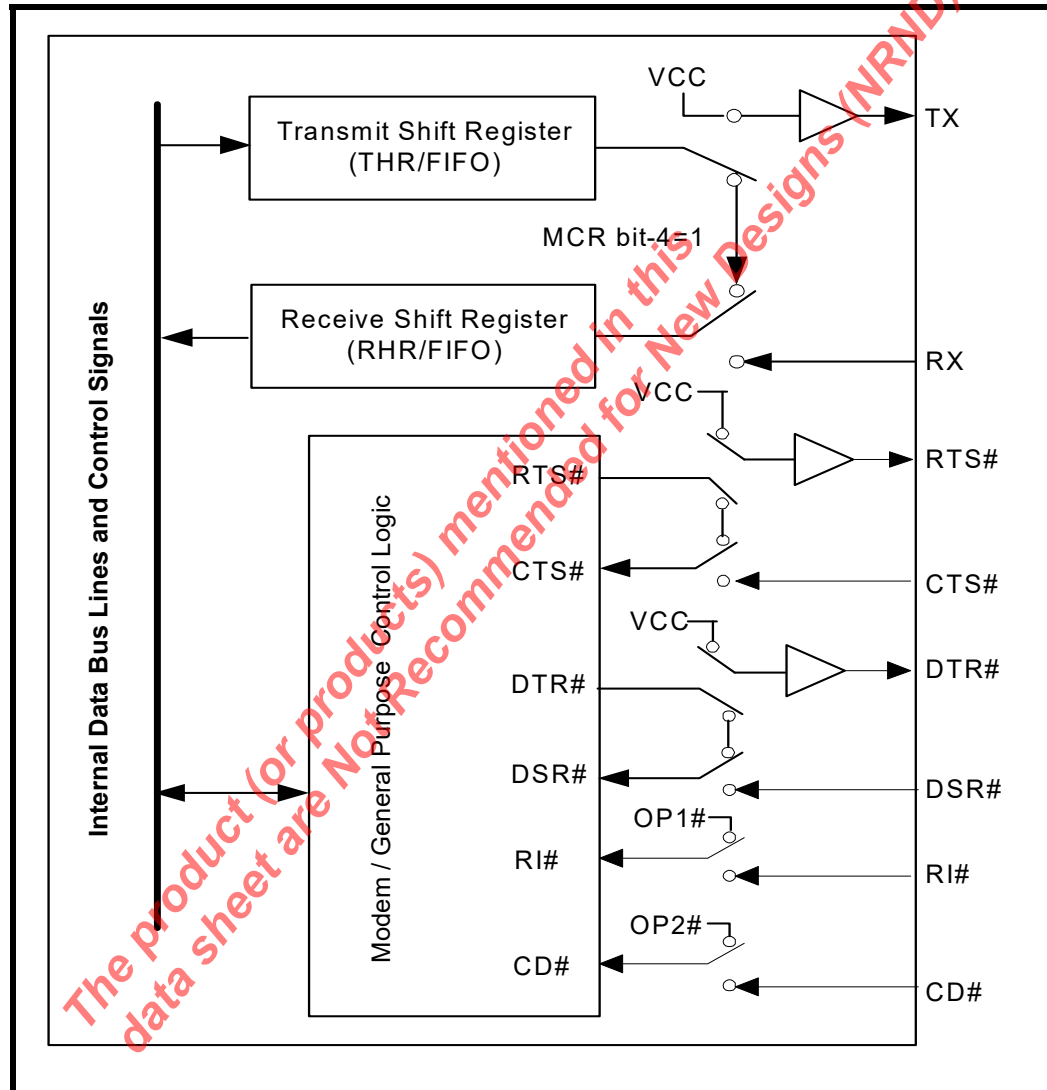 VCC
TX
Transmit Shift Register
(THR/FIFO)
MCR bit-4=1
Receive Shift Register
(RHR/FIFO)
RX
VCC
RTS#
RTS#
CTS#
CTS#
VCC
DTR#
DTR#
DSR#
DSR#
OP1#
RI#
RI#
OP2#
CD#
CD#
Internal Data Bus Lines and Control Signals
Modem / General Purpose Control Logic
The product (or products) mentioned in this
data sheet are Not Recommended for New Designs (NRND)